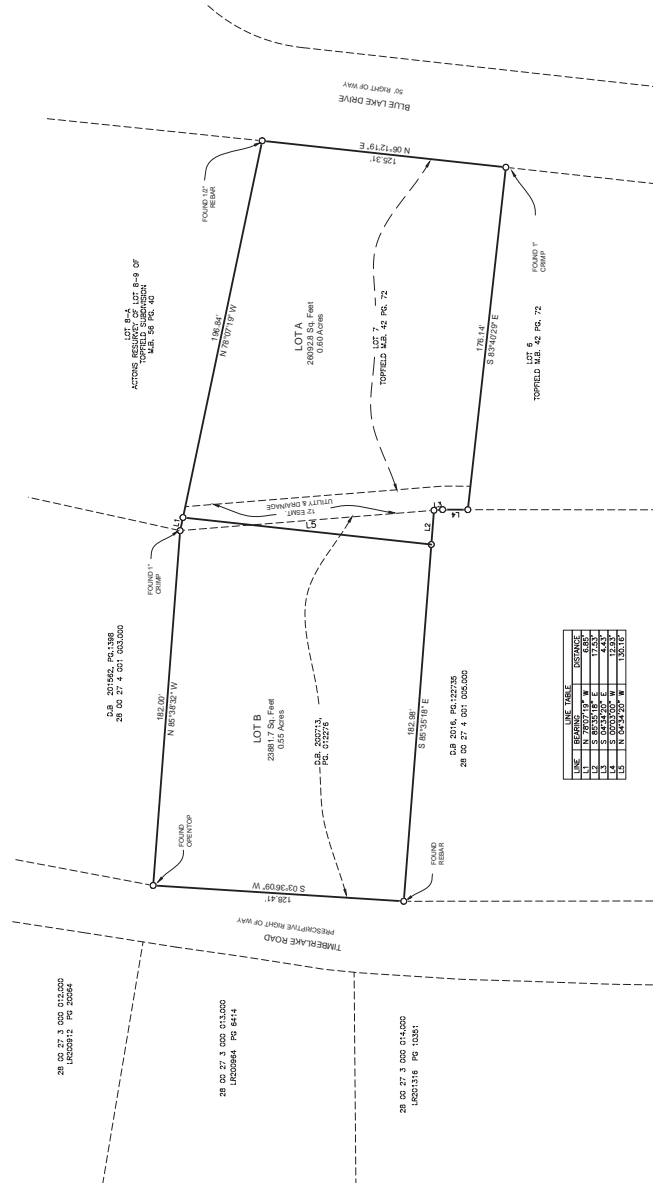 BLUE LAKE DRIVE
50' RIGHT OF WAY
N 06°12'19" E
125.31'
FOUND 1/2"
REBAR
FOUND 1"
CRIMP
LOT 8-A
ACTONS RESURVEY OF LOT 8-9 OF
TOPFIELD SUBDIVISION
M.B. 56 PG. 40
196.84'
N 78°07'19" W
LOT A
26092.8 Sq. Feet
0.60 Acres
LOT 7
TOPFIELD M.B. 42 PG. 72
176.14'
S 83°40'29" E
LOT 6
TOPFIELD M.B. 42 PG. 72
12' ESMT.
UTILITY & DRAINAGE
L1
L5
L2
L3
L4
FOUND 1"
CRIMP
D.B. 201562, PG.1398
28 00 27 4 001 003.000
182.00'
N 85°38'32" W
LOT B
23881.7 Sq. Feet
0.55 Acres
D.B. 200713,
PG. 012276
182.98'
S 85°35'18" E
D.B 2016, PG.122735
28 00 27 4 001 005.000
FOUND
OPENTOP
FOUND
REBAR
S 03°36'09" W
128.41'
TIMBERLAKE ROAD
PRESCRIPTIVE RIGHT OF WAY
28 00 27 3 000 012.000
LR200912 PG 20064
28 00 27 3 000 013.000
LR200964 PG 6414
28 00 27 3 000 014.000
LR201316 PG 10351
LINE TABLE
LINE BEARING DISTANCE
L1 N 78°07'19" W 6.85'
L2 S 85°35'18" E 17.53'
L3 S 04°34'20" E 4.43'
L4 S 00°03'00" W 12.93'
L5 N 04°34'20" W 130.16'